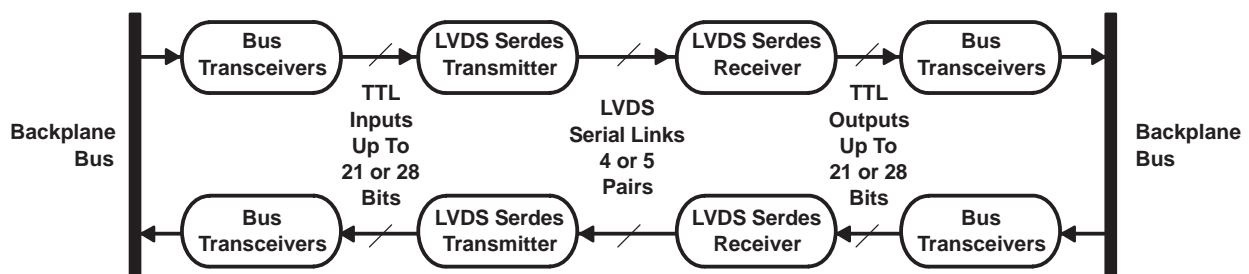 Bus
Transceivers
LVDS Serdes
Transmitter
LVDS Serdes
Receiver
Bus
Transceivers
Backplane
Bus
TTL
Inputs
Up To
21 or 28
Bits
LVDS
Serial Links
4 or 5
Pairs
TTL
Outputs
Up To
21 or 28
Bits
Backplane
Bus
Bus
Transceivers
LVDS Serdes
Transmitter
LVDS Serdes
Receiver
Bus
Transceivers